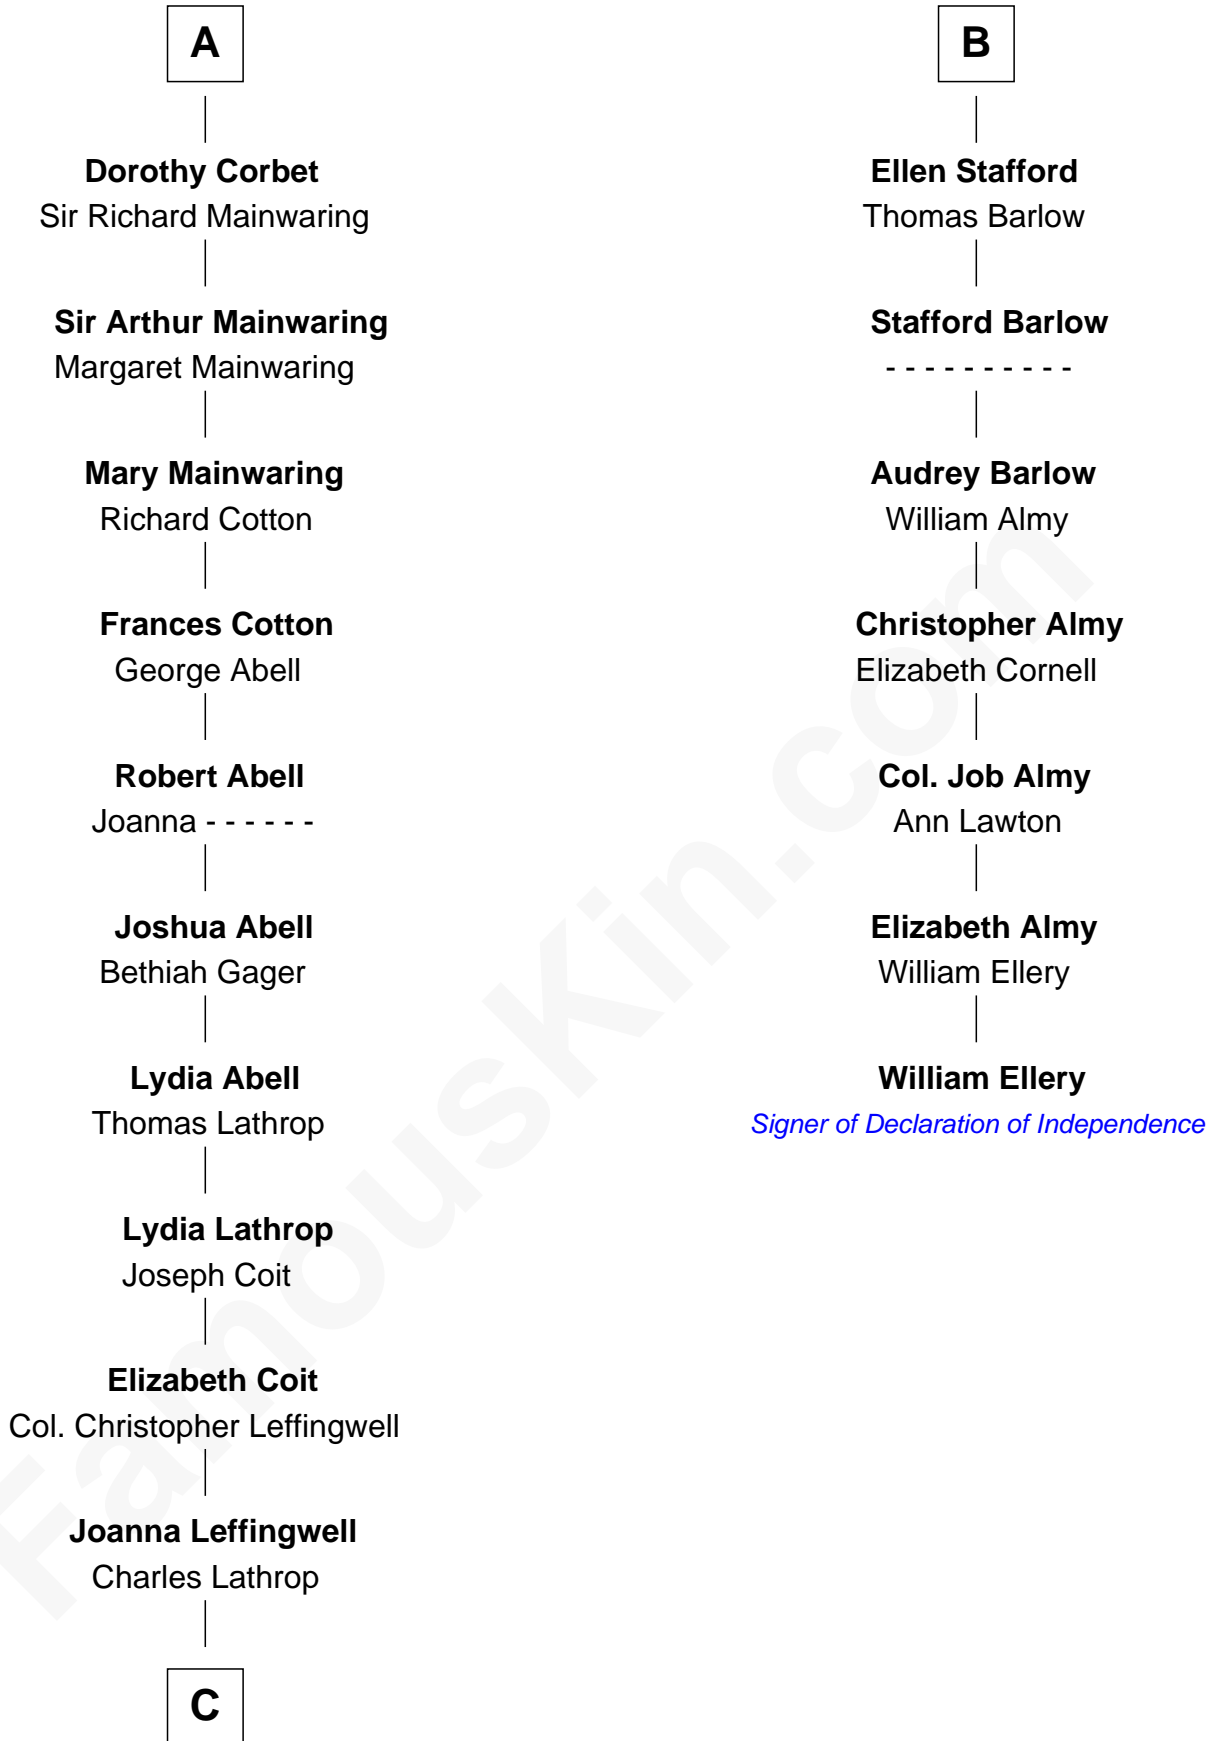 A
Dorothy Corbet
Sir Richard Mainwaring
Sir Arthur Mainwaring
Margaret Mainwaring
Mary Mainwaring
Richard Cotton
Frances Cotton
George Abell
Robert Abell
Joanna - - - - - -
Joshua Abell
Bethiah Gager
Lydia Abell
Thomas Lathrop
Lydia Lathrop
Joseph Coit
Elizabeth Coit
Col. Christopher Leffingwell
Joanna Leffingwell
Charles Lathrop
C
B
Ellen Stafford
Thomas Barlow
Stafford Barlow
- - - - - - - - - -
Audrey Barlow
William Almy
Christopher Almy
Elizabeth Cornell
Col. Job Almy
Ann Lawton
Elizabeth Almy
William Ellery
William Ellery
Signer of Declaration of Independence
FamousKin.com